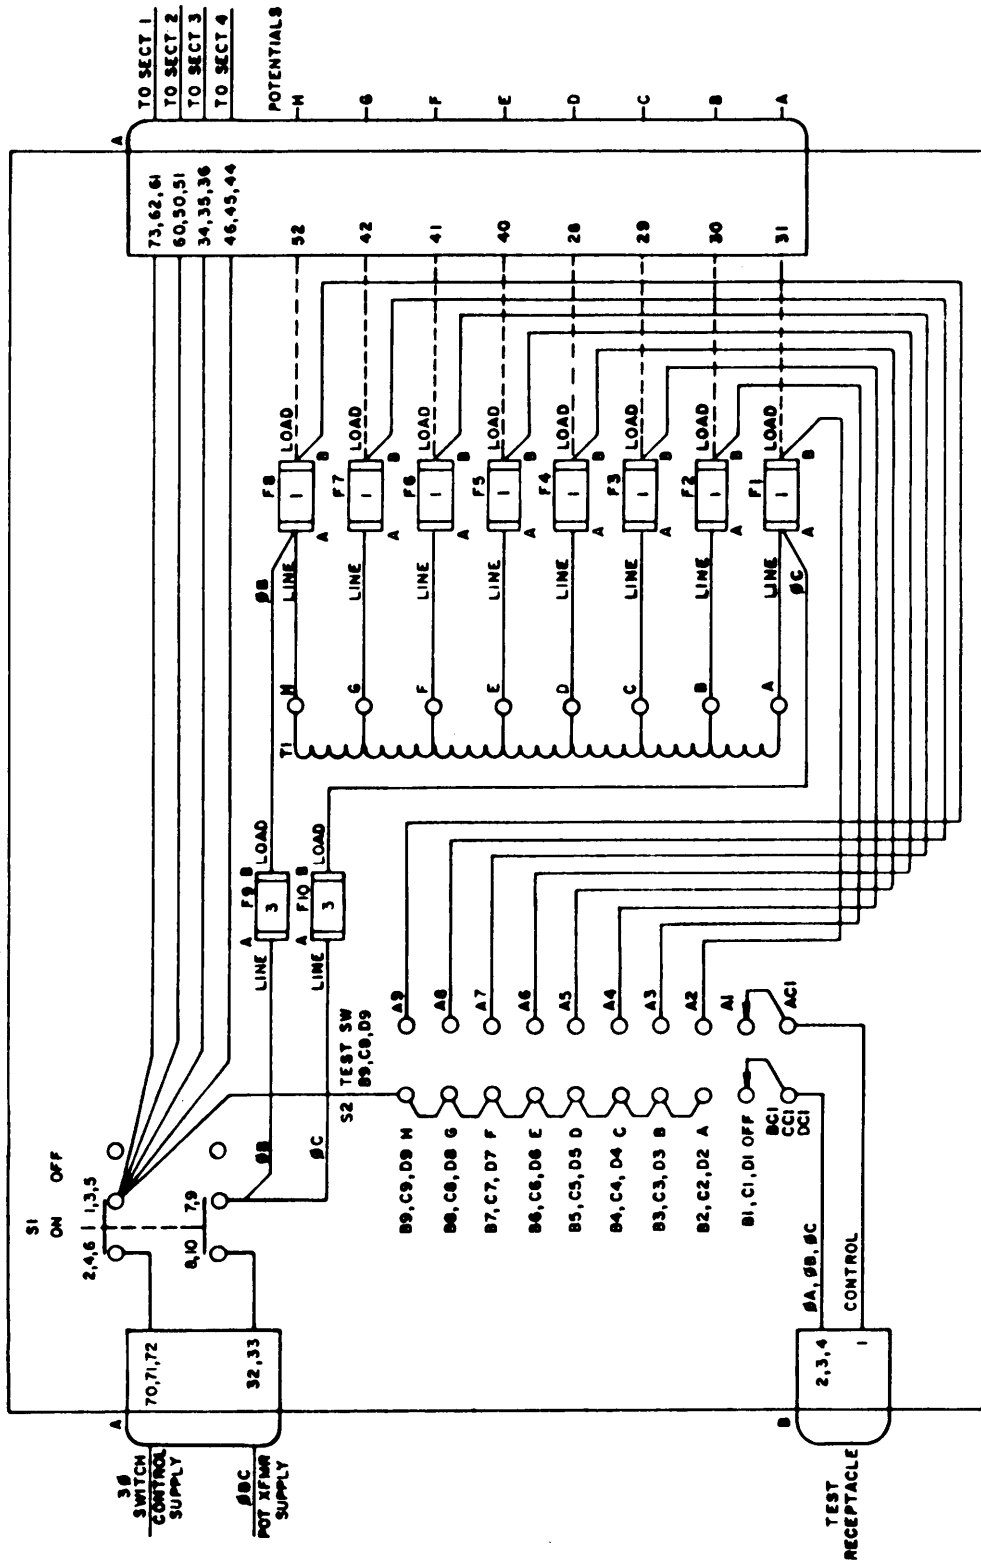 TO SECT 1
TO SECT 2
TO SECT 3
TO SECT 4
POTENTIALS
A
73,62,61
60,50,51
34,35,36
46,45,44
52
42
41
40
28
29
30
31
H
G
F
E
D
C
B
A
F8
1
LOAD
B
F7
1
LOAD
A
B
F6
1
LOAD
A
B
F5
1
LOAD
A
B
F4
1
LOAD
A
B
F3
1
LOAD
A
B
F2
1
LOAD
A
B
F1
1
LOAD
A
B
A
ØB
LINE
LINE
LINE
LINE
LINE
LINE
LINE
LINE
ØC
T1
H
G
F
E
D
C
B
A
F9
A
B
3
LOAD
LINE
F10
A
B
3
LOAD
LINE
S2
TEST SW
B9,C9,D9
A9
A8
A7
A6
A5
A4
A3
A2
A1
AC1
B9,C9,D9 H
B8,C8,D8 G
B7,C7,D7 F
B6,C6,D6 E
B5,C5,D5 D
B4,C4,D4 C
B3,C3,D3 B
B2,C2,D2 A
B1,C1,D1 OFF
BC1
CC1
DC1
S1
ON
OFF
2,4,6
1,3,5
8,10
7,9
ØB
ØC
A
70,71,72
32,33
3Ø
SWITCH
CONTROL
SUPPLY
ØBC
POT XFMR
SUPPLY
ØA, ØB, ØC
CONTROL
B
2,3,4
1
TEST
RECEPTACLE